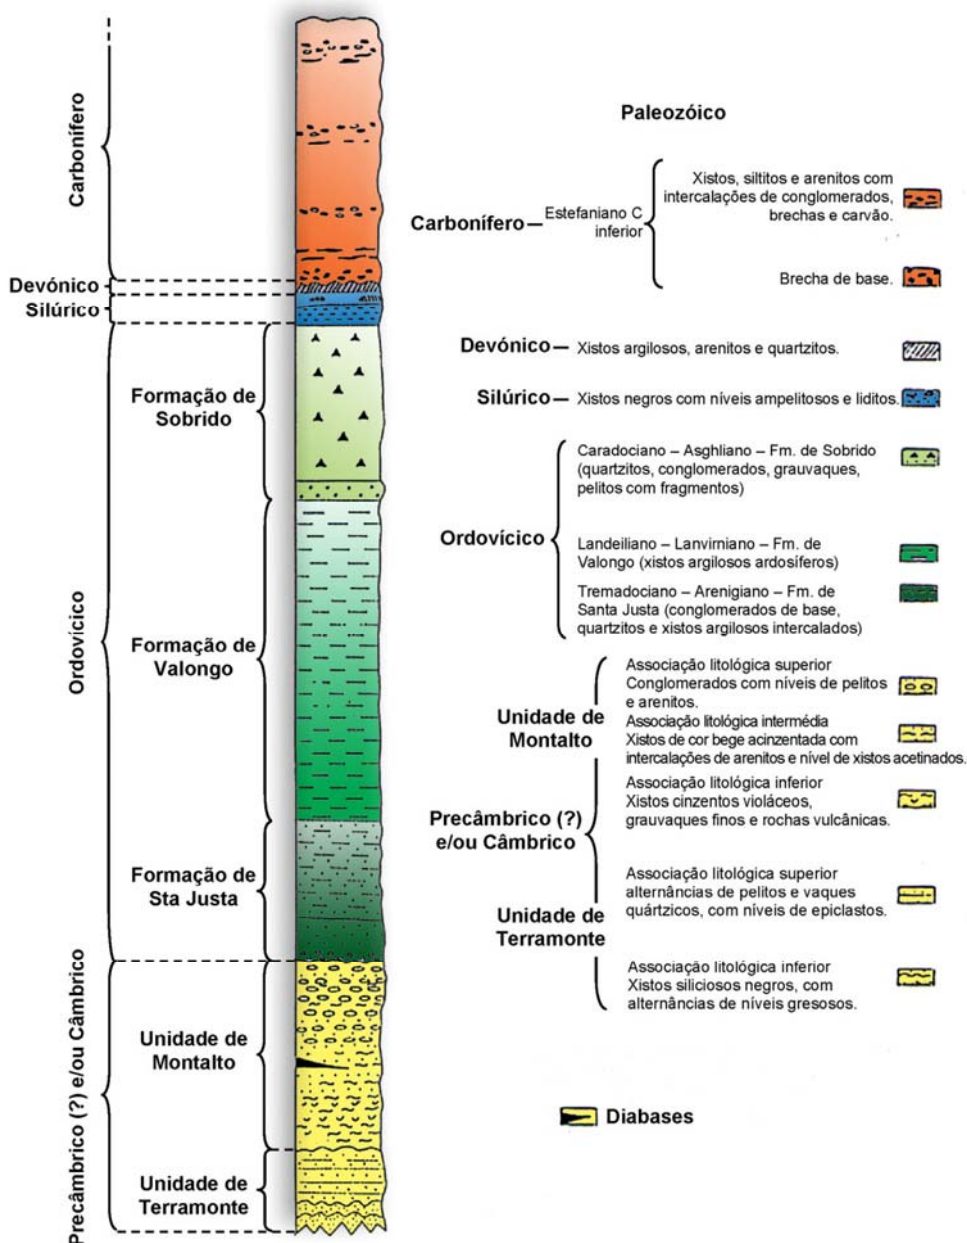 Carbonífero
Devónico
Silúrico
Ordovícico
Precâmbrico (?) e/ou Câmbrico
Formação de
Sobrido
Formação de
Valongo
Formação de
Sta Justa
Unidade de
Montalto
Unidade de
Terramonte
Paleozóico
Carbonífero — Estefaniano C
inferior
Xistos, siltitos e arenitos com
intercalações de conglomerados,
brechas e carvão.
Brecha de base.
Devónico — Xistos argilosos, arenitos e quartzitos.
Silúrico — Xistos negros com níveis ampelitosos e liditos.
Ordovícico
Caradociano – Asghliano – Fm. de Sobrido
(quartzitos, conglomerados, grauvaques,
pelitos com fragmentos)
Landeiliano – Lanvirniano – Fm. de
Valongo (xistos argilosos ardosíferos)
Tremadociano – Arenigiano – Fm. de
Santa Justa (conglomerados de base,
quartzitos e xistos argilosos intercalados)
Precâmbrico (?)
e/ou Câmbrico
Unidade de
Montalto
Associação litológica superior
Conglomerados com níveis de pelitos
e arenitos.
Associação litológica intermédia
Xistos de cor bege acinzentada com
intercalações de arenitos e nível de xistos acetinados.
Associação litológica inferior
Xistos cinzentos violáceos,
grauvaques finos e rochas vulcânicas.
Unidade de
Terramonte
Associação litológica superior
alternâncias de pelitos e vaques
quártzicos, com níveis de epiclastos.
Associação litológica inferior
Xistos siliciosos negros, com
alternâncias de níveis gresosos.
Diabases